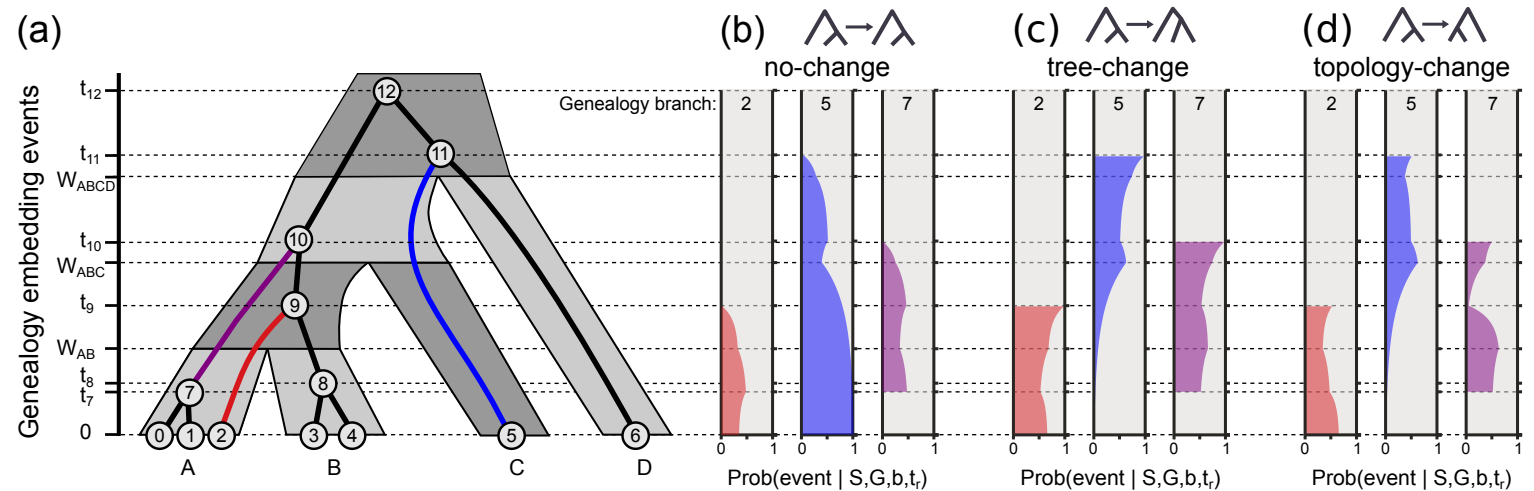 (a)
Genealogy embedding events
t12
t11
WABCD
t10
WABC
t9
WAB
t8
t7
0
12
11
10
9
8
7
0 1 2 3 4 5 6
A B C D
(b)
no-change
Genealogy branch: 2 5 7
0 1 0 1 0 1
Prob(event | S,G,b,tr)
(c)
tree-change
2 5 7
0 1 0 1 0 1
(d)
topology-change
2 5 7
0 1 0 1 0 1
Prob(event | S,G,b,tr)